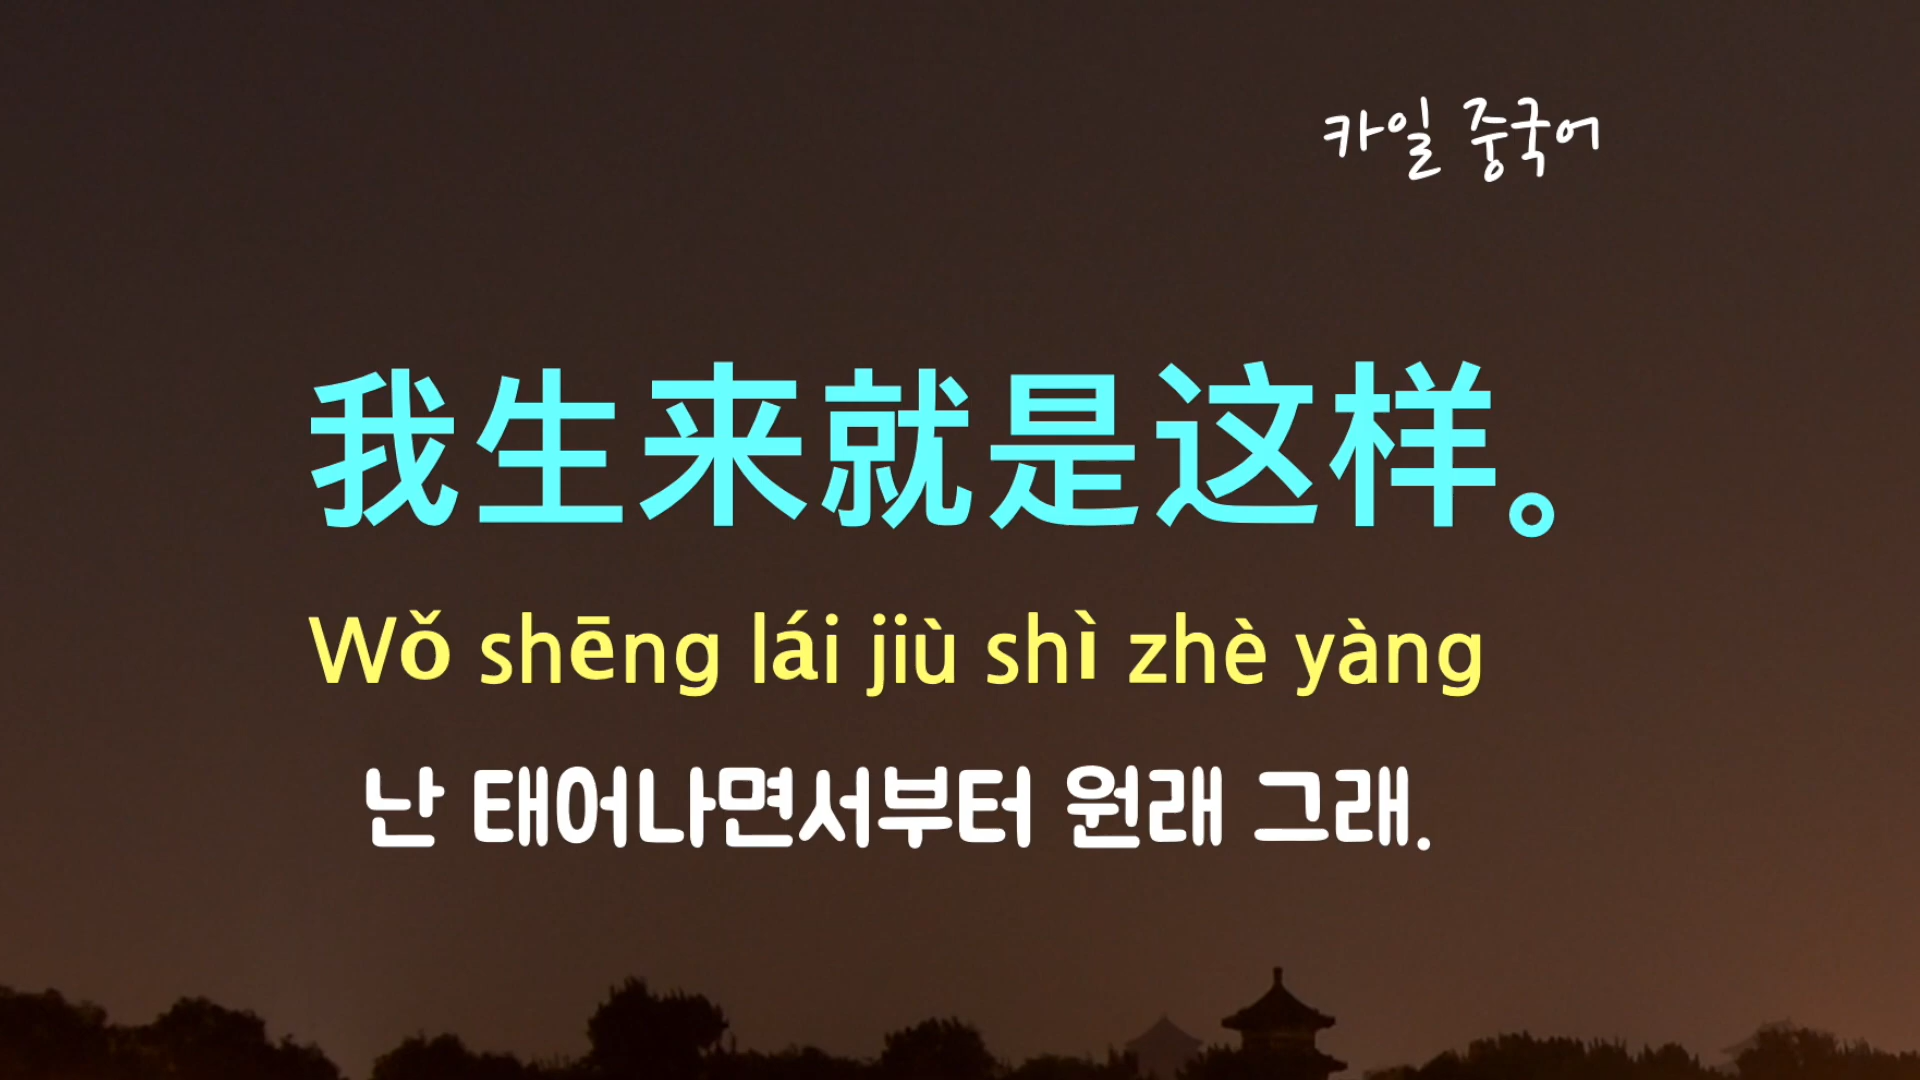 카일 중국어
我生来就是这样。
Wǒ shēng lái jiù shì zhè yàng
난 태어나면서부터 원래 그래.